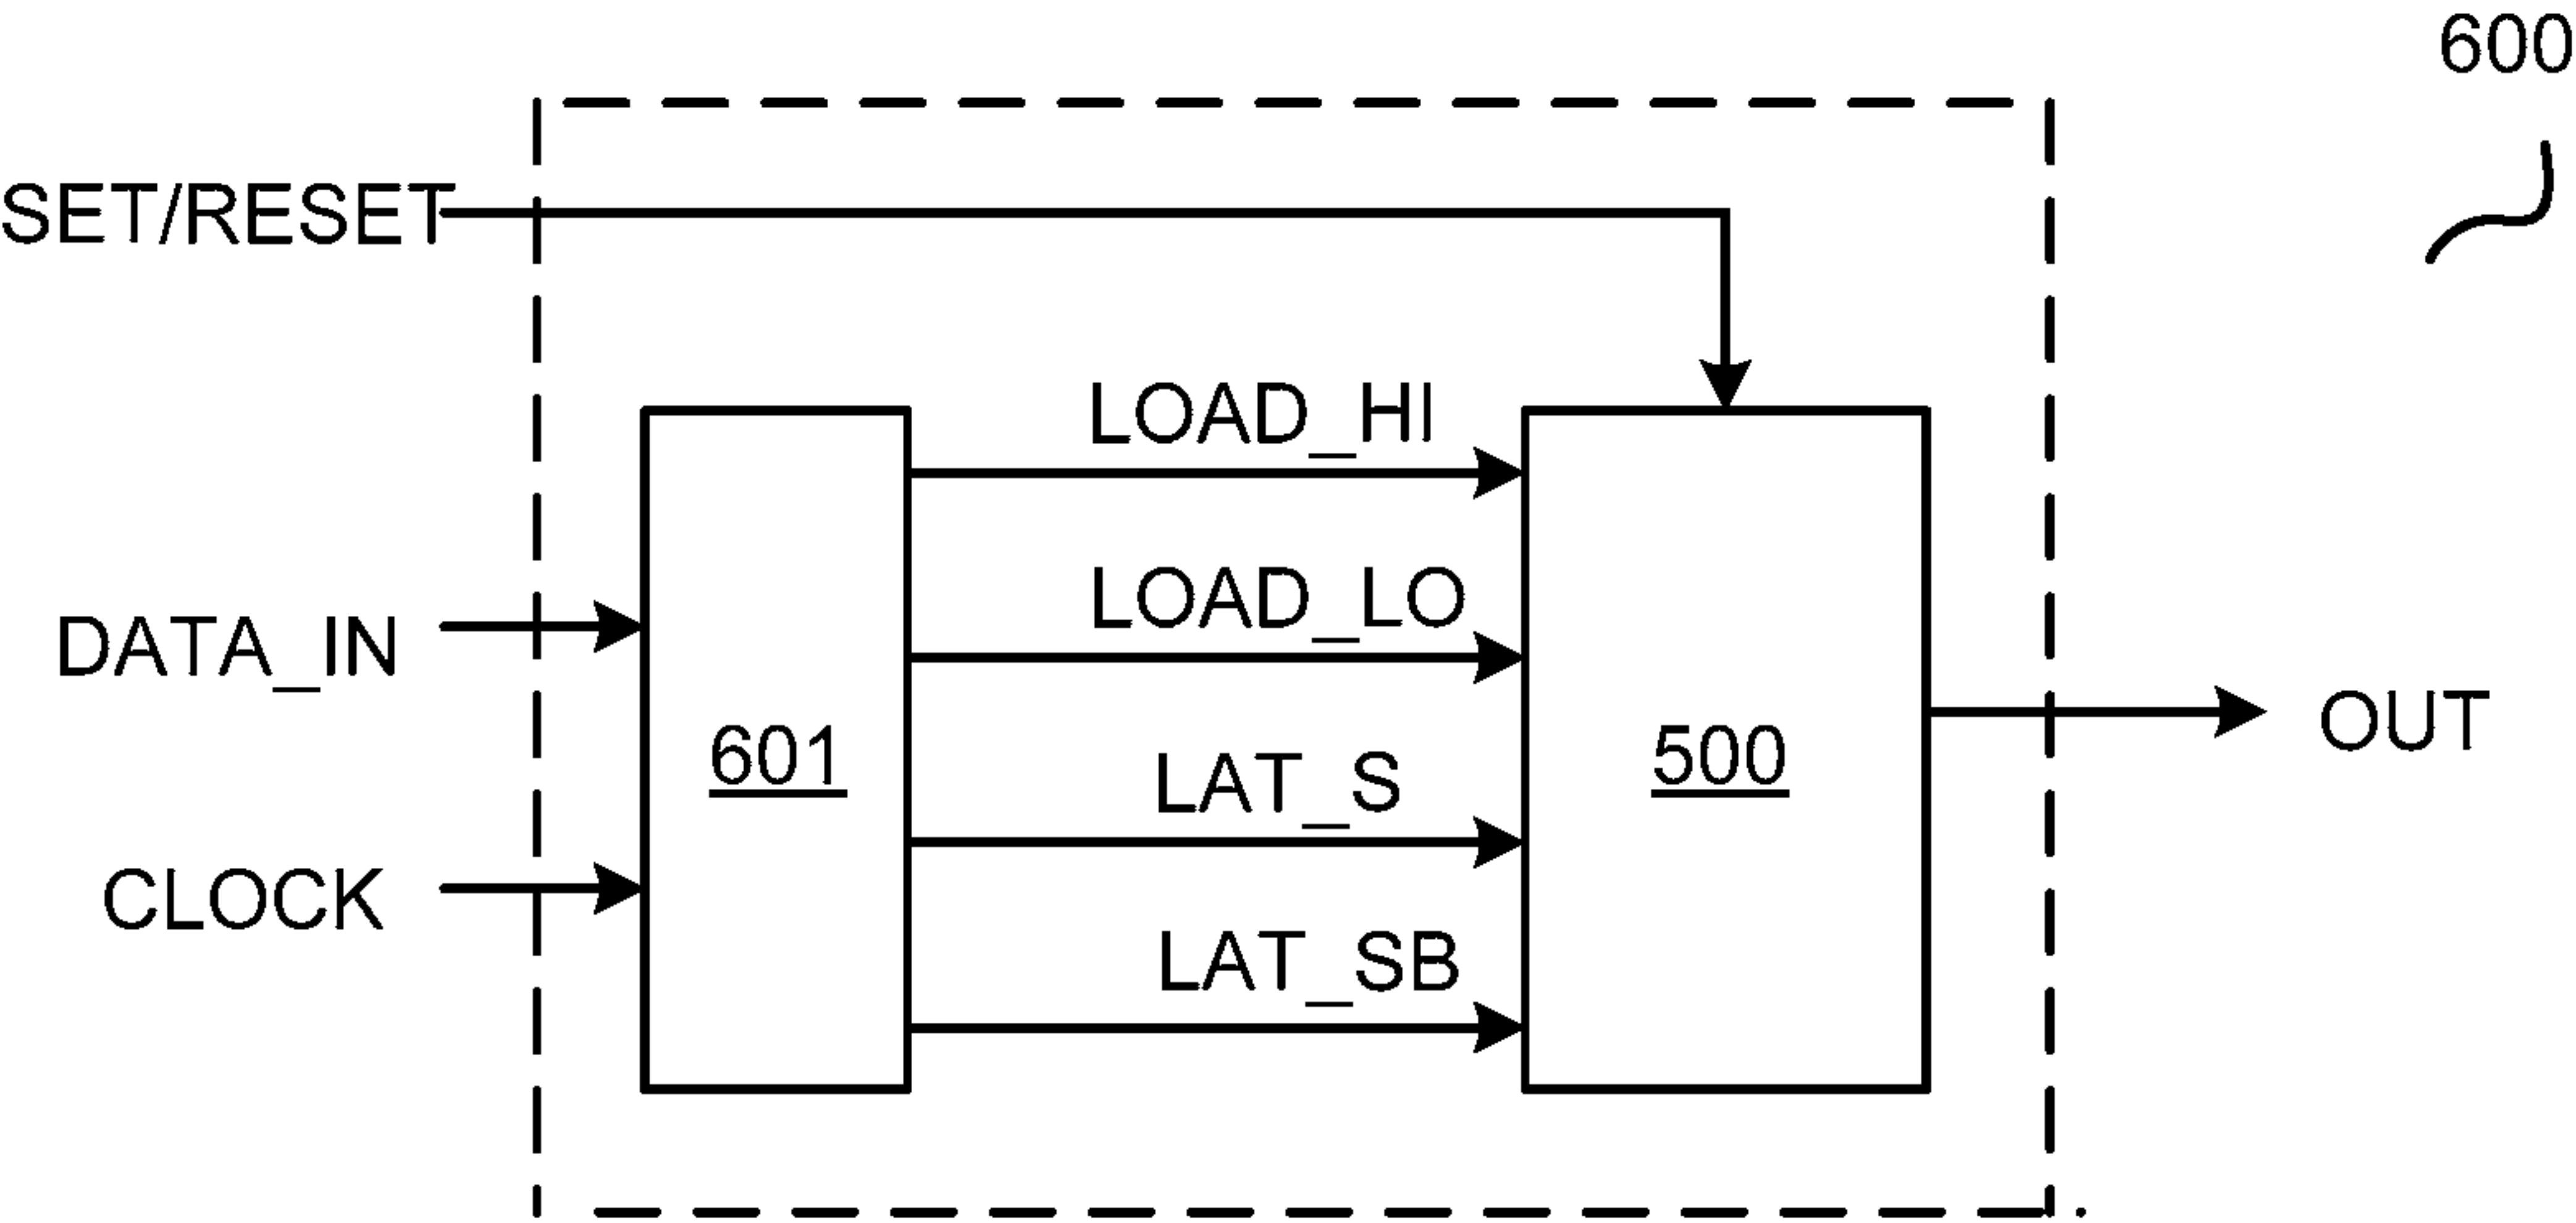 600
SET/RESET
LOAD_HI
LOAD_LO
DATA_IN
601
LAT_S
500
OUT
CLOCK
LAT_SB